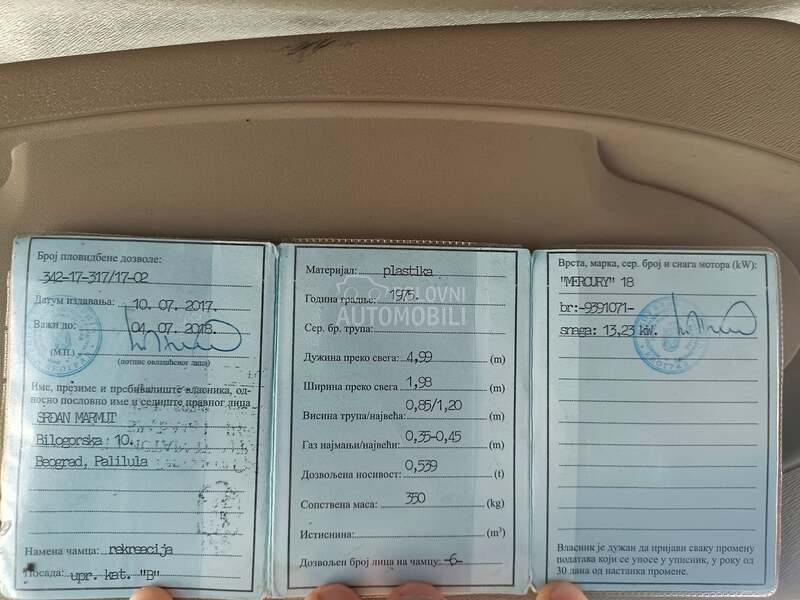 Број пловидбене дозволе:
342-17-317/17-02
Датум издавања: 10. 07. 2017.
Важи до: 01. 07. 2018.
(М.П.) (потпис овлашћеног лица)
Име, презиме и пребивалиште власника, од-
носно пословно име и седиште правног лица
SRĐAN MARMUT
Bilogorska 10.
Beograd, Palilula
Намена чамца: rekreacija
Посада: upr. kat. "B"
Материјал: plastika
Година градње: 1975.
Сер. бр. трупа:
Дужина преко свега: 4,99 (m)
Ширина преко свега 1,98 (m)
Висина трупа/највећа: 0,85/1,20 (m)
Газ најмањи/највећи: 0,35-0,45 (m)
Дозвољена носивост: 0,539 (t)
Сопствена маса: 350 (kg)
Истиснина: (m³)
Дозвољен број лица на чамцу: -6-
POLOVNI
AUTOMOBILI
Врста, марка, сер. број и снага мотора (kW):
"MERCURY" 18
br:-9391071-
snaga: 13,23 kW.
Власник је дужан да пријави сваку промену
података који се уносе у уписник, у року од
30 дана од настанка промене.